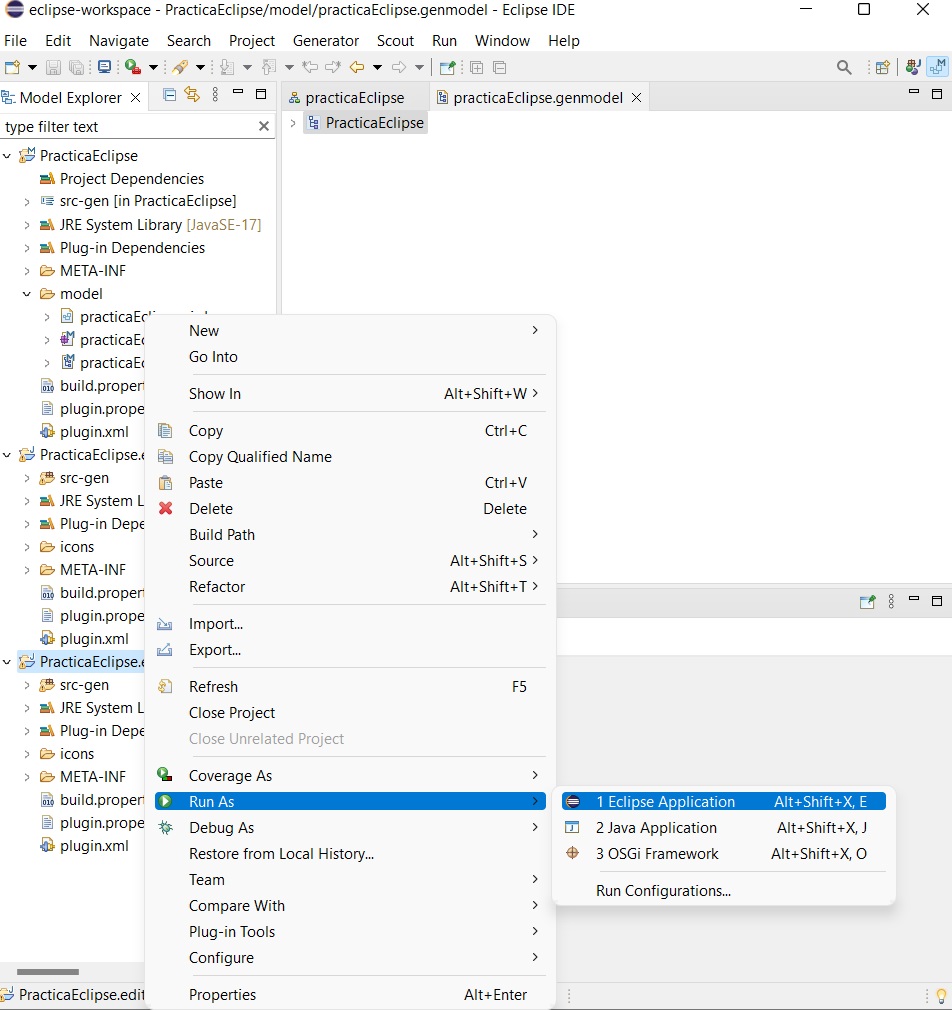 eclipse-workspace - PracticaEclipse/model/practicaEclipse.genmodel - Eclipse IDE
File Edit Navigate Search Project Generator Scout Run Window Help
Model Explorer
practicaEclipse
practicaEclipse.genmodel
type filter text
PracticaEclipse
PracticaEclipse
Project Dependencies
src-gen [in PracticaEclipse]
JRE System Library [JavaSE-17]
Plug-in Dependencies
META-INF
model
practicaEc
practicaEc
practicaEc
build.propert
plugin.prope
plugin.xml
PracticaEclipse.e
src-gen
JRE System L
Plug-in Depe
icons
META-INF
build.propert
plugin.prope
plugin.xml
PracticaEclipse.e
src-gen
JRE System L
Plug-in Depe
icons
META-INF
build.propert
plugin.prope
plugin.xml
New
Go Into
Show In Alt+Shift+W
Copy Ctrl+C
Copy Qualified Name
Paste Ctrl+V
Delete Delete
Build Path
Source Alt+Shift+S
Refactor Alt+Shift+T
Import...
Export...
Refresh F5
Close Project
Close Unrelated Project
Coverage As
Run As
Debug As
Restore from Local History...
Team
Compare With
Plug-in Tools
Configure
Properties Alt+Enter
1 Eclipse Application Alt+Shift+X, E
2 Java Application Alt+Shift+X, J
3 OSGi Framework Alt+Shift+X, O
Run Configurations...
PracticaEclipse.edit